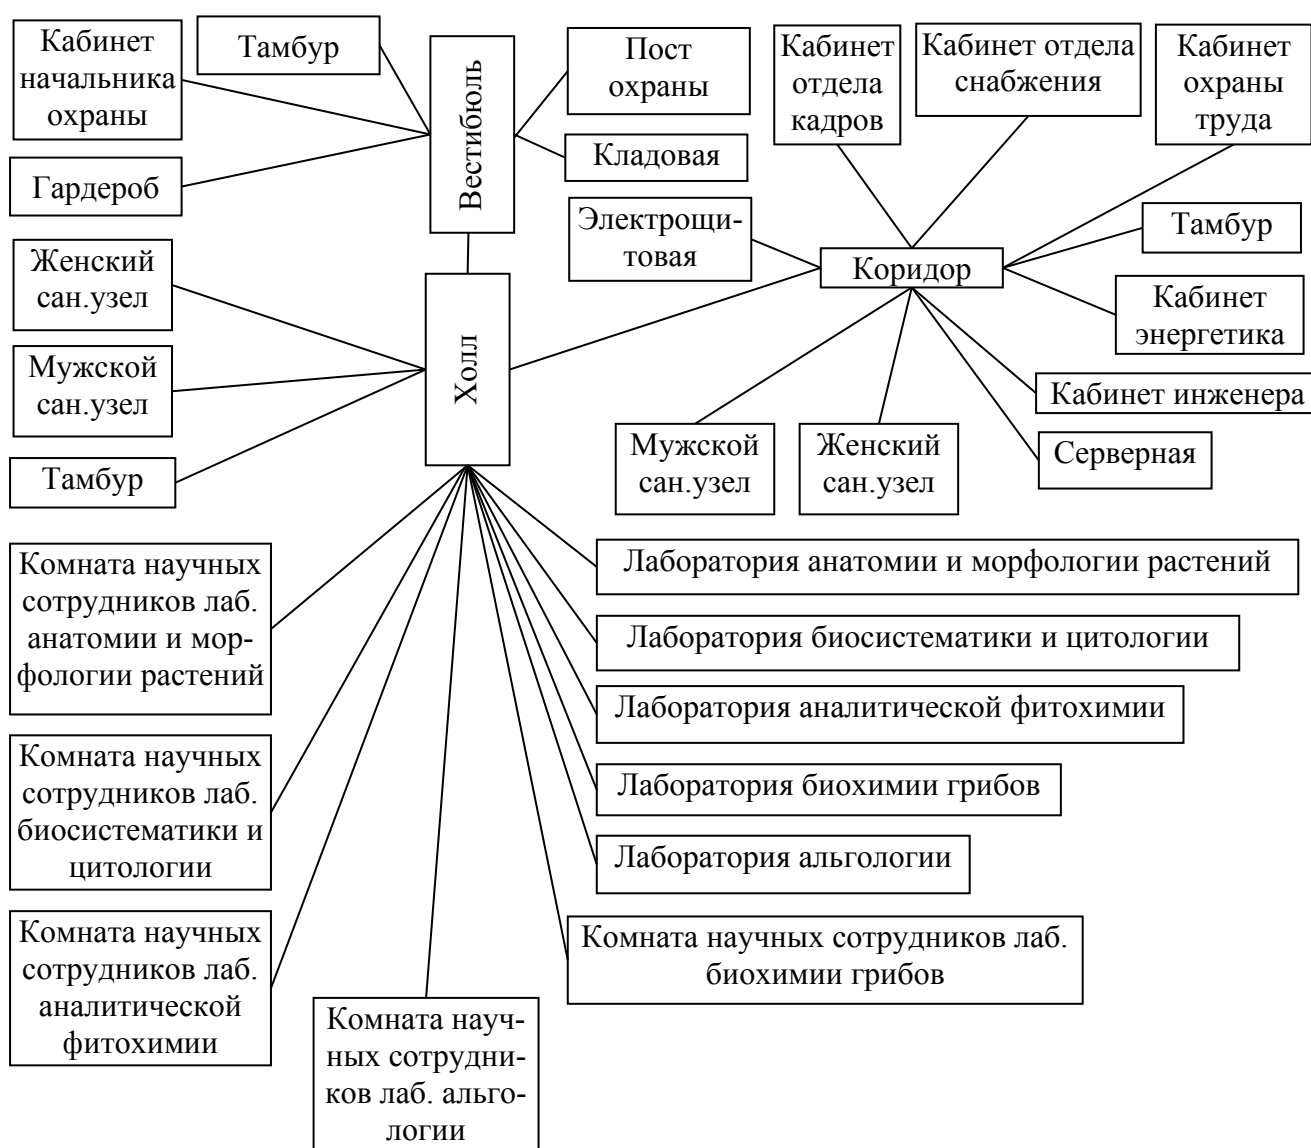 Кабинет
начальника
охраны
Тамбур
Вестибюль
Пост
охраны
Кабинет
отдела
кадров
Кабинет отдела
снабжения
Кабинет
охраны
труда
Гардероб
Кладовая
Электрощи-
товая
Коридор
Тамбур
Женский
сан.узел
Холл
Кабинет
энергетика
Мужской
сан.узел
Кабинет инженера
Тамбур
Мужской
сан.узел
Женский
сан.узел
Серверная
Комната научных
сотрудников лаб.
анатомии и мор-
фологии растений
Лаборатория анатомии и морфологии растений
Лаборатория биосистематики и цитологии
Лаборатория аналитической фитохимии
Комната научных
сотрудников лаб.
биосистематики и
цитологии
Лаборатория биохимии грибов
Лаборатория альгологии
Комната научных
сотрудников лаб.
аналитической
фитохимии
Комната научных сотрудников лаб.
биохимии грибов
Комната науч-
ных сотрудни-
ков лаб. альго-
логии